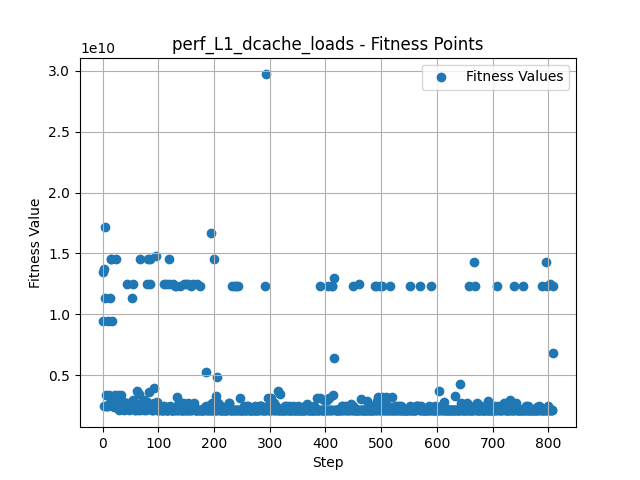 perf_L1_dcache_loads - Fitness Points
1e10
Fitness Values
3.0
2.5
2.0
1.5
1.0
0.5
Fitness Value
0 100 200 300 400 500 600 700 800
Step